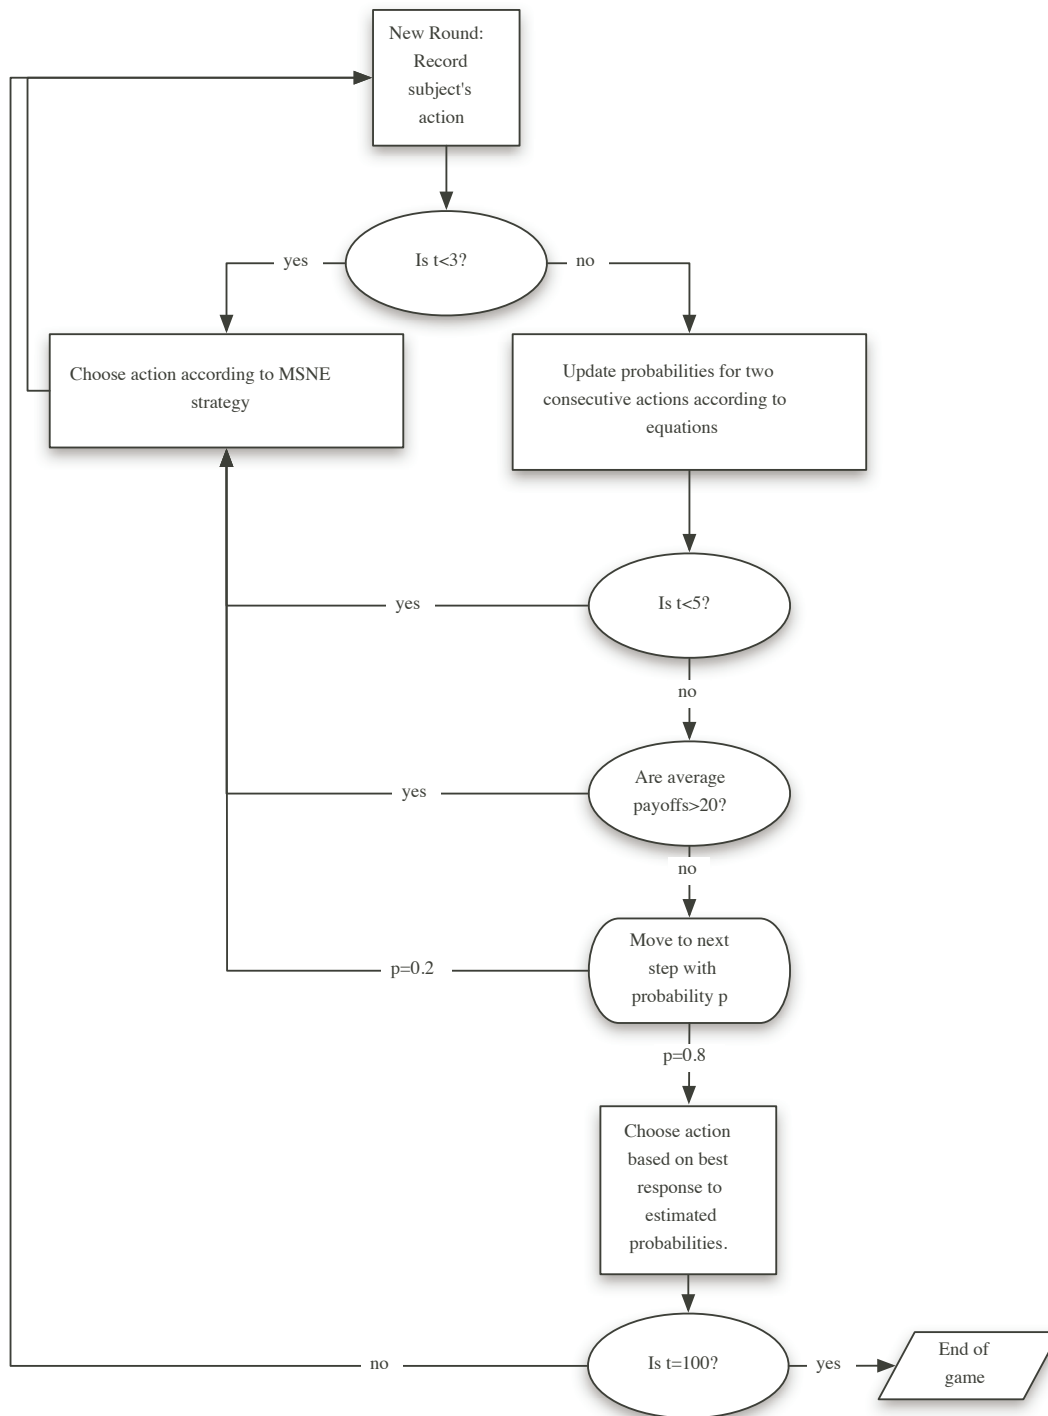 New Round:
Record
subject's
action
Is t<3?
yes
no
Choose action according to MSNE
strategy
Update probabilities for two
consecutive actions according to
equations
Is t<5?
yes
no
Are average
payoffs>20?
yes
no
Move to next
step with
probability p
p=0.2
p=0.8
Choose action
based on best
response to
estimated
probabilities.
Is t=100?
no
yes
End of
game